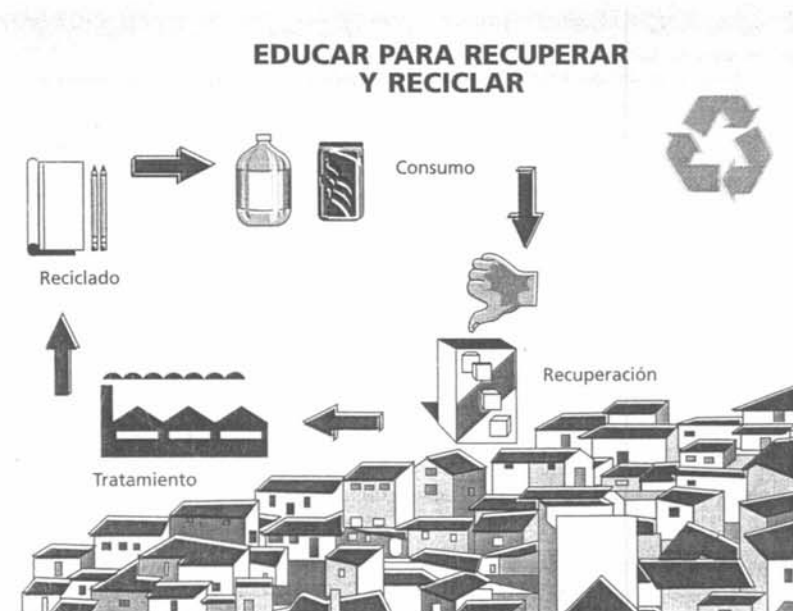 EDUCAR PARA RECUPERAR
Y RECICLAR
Consumo
Reciclado
Recuperación
Tratamiento